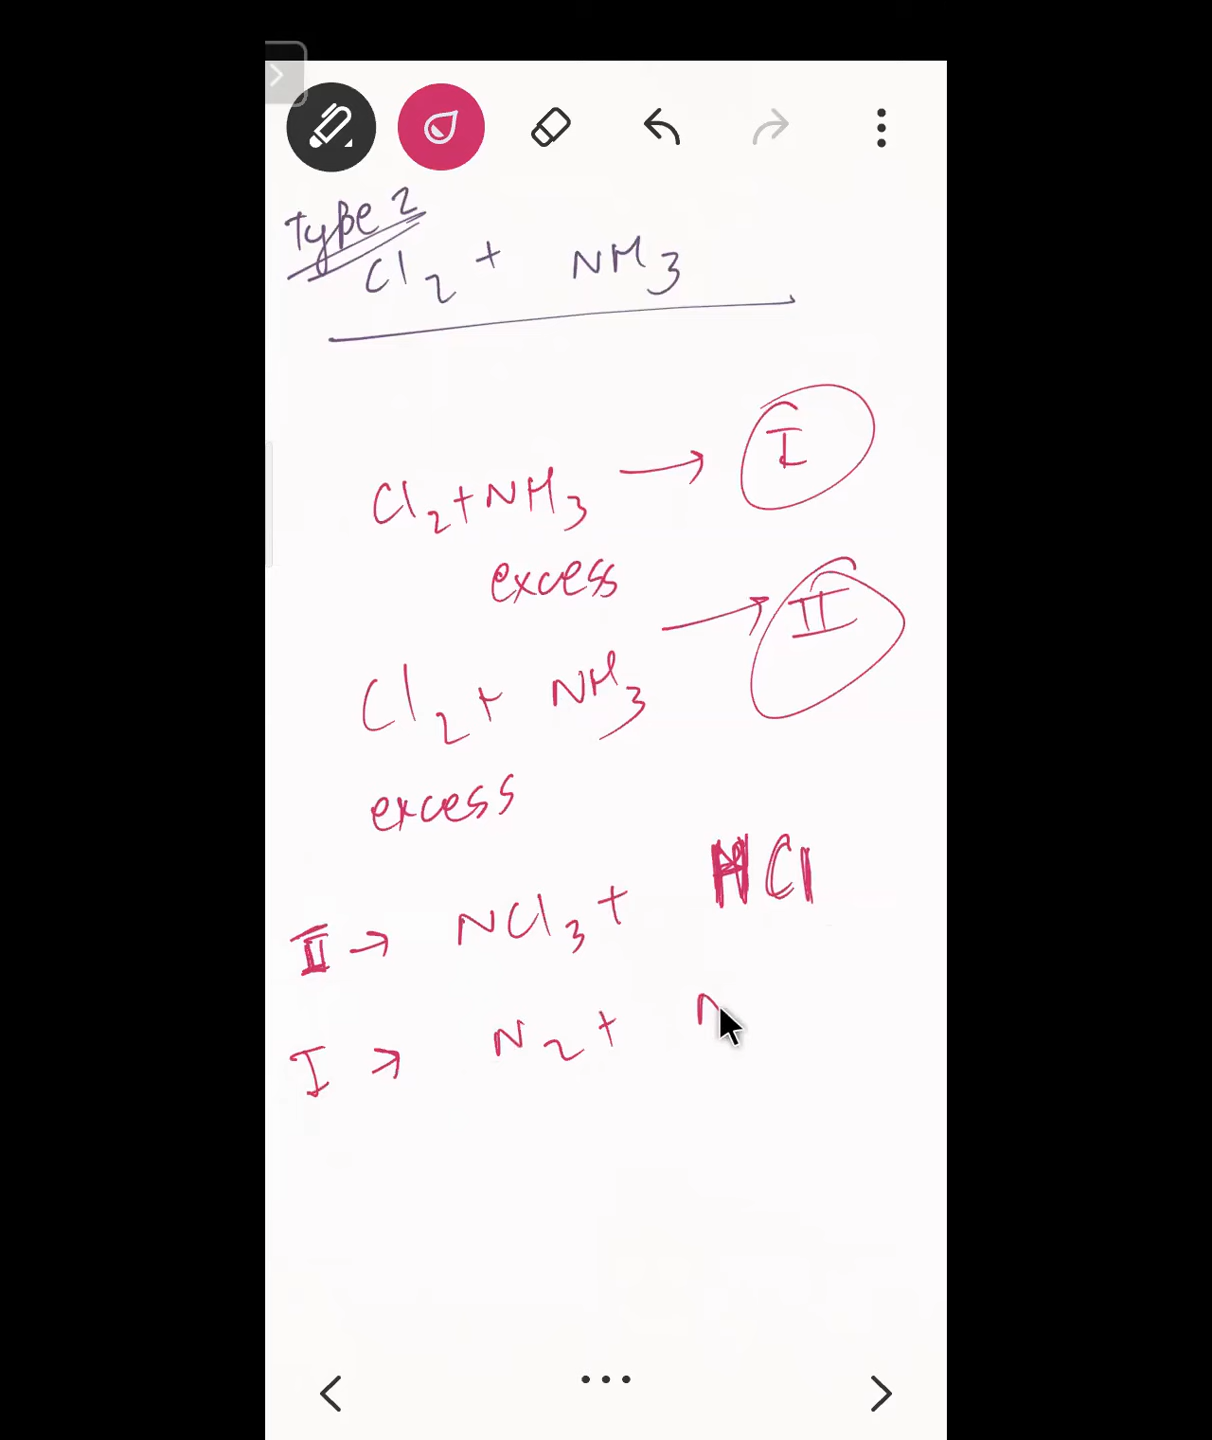 Type 2
Cl2 + NH3
Cl2 + NH3 → I
excess
Cl2 + NH3 → II
excess
II → NCl3 + HCl
I → N2 +